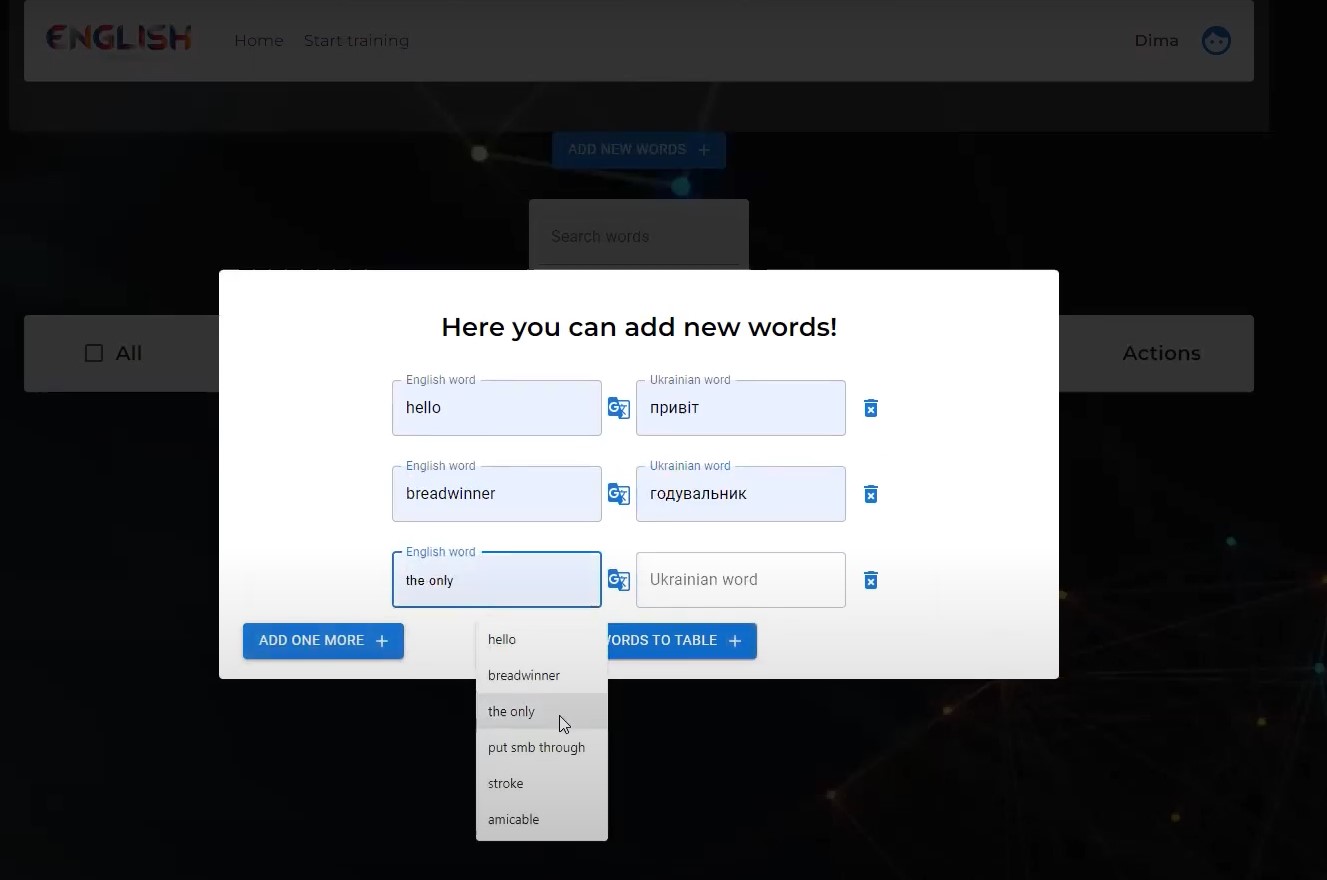 ENGLISH
Home
Start training
Dima
ADD NEW WORDS
Search words
All
Actions
Here you can add new words!
English word
Ukrainian word
hello
привіт
English word
Ukrainian word
breadwinner
годувальник
English word
the only
Ukrainian word
ADD ONE MORE
WORDS TO TABLE
hello
breadwinner
the only
put smb through
stroke
amicable